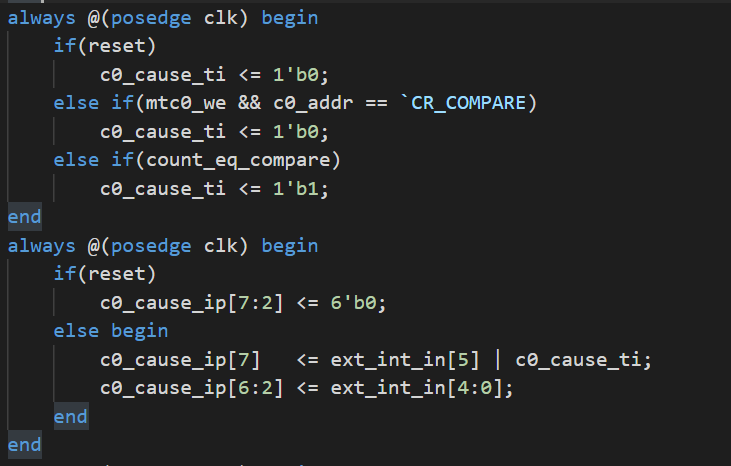 always @(posedge clk) begin
    if(reset)
        c0_cause_ti <= 1'b0;
    else if(mtc0_we && c0_addr == `CR_COMPARE)
        c0_cause_ti <= 1'b0;
    else if(count_eq_compare)
        c0_cause_ti <= 1'b1;
end
always @(posedge clk) begin
    if(reset)
        c0_cause_ip[7:2] <= 6'b0;
    else begin
        c0_cause_ip[7]   <= ext_int_in[5] | c0_cause_ti;
        c0_cause_ip[6:2] <= ext_int_in[4:0];
    end
end